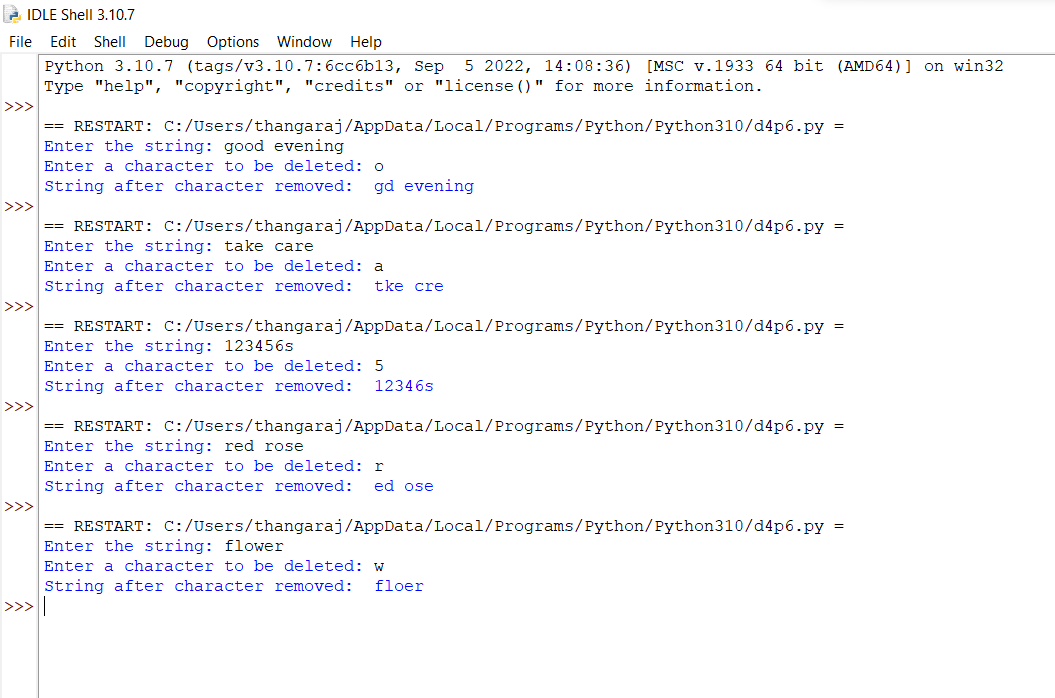 IDLE Shell 3.10.7
File Edit Shell Debug Options Window Help
Python 3.10.7 (tags/v3.10.7:6cc6b13, Sep  5 2022, 14:08:36) [MSC v.1933 64 bit (AMD64)] on win32
Type "help", "copyright", "credits" or "license()" for more information.
>>>
== RESTART: C:/Users/thangaraj/AppData/Local/Programs/Python/Python310/d4p6.py =
Enter the string: good evening
Enter a character to be deleted: o
String after character removed:  gd evening
>>>
== RESTART: C:/Users/thangaraj/AppData/Local/Programs/Python/Python310/d4p6.py =
Enter the string: take care
Enter a character to be deleted: a
String after character removed:  tke cre
>>>
== RESTART: C:/Users/thangaraj/AppData/Local/Programs/Python/Python310/d4p6.py =
Enter the string: 123456s
Enter a character to be deleted: 5
String after character removed:  12346s
>>>
== RESTART: C:/Users/thangaraj/AppData/Local/Programs/Python/Python310/d4p6.py =
Enter the string: red rose
Enter a character to be deleted: r
String after character removed:  ed ose
>>>
== RESTART: C:/Users/thangaraj/AppData/Local/Programs/Python/Python310/d4p6.py =
Enter the string: flower
Enter a character to be deleted: w
String after character removed:  floer
>>>